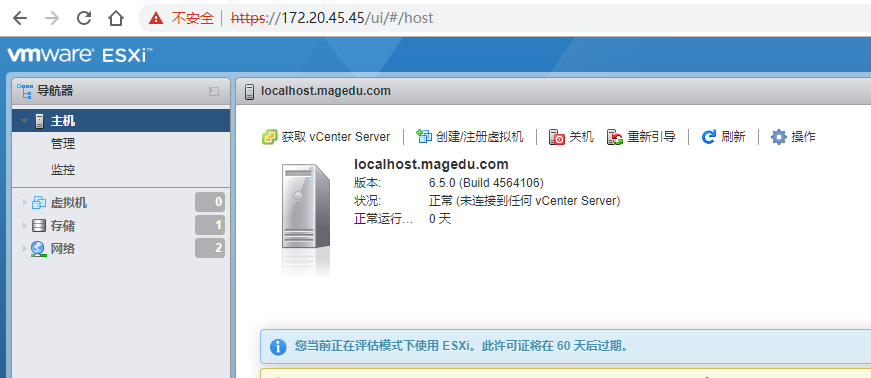 不安全 | https://172.20.45.45/ui/#/host
vmware ESXi™
导航器
localhost.magedu.com
主机
管理
监控
虚拟机 0
存储 1
网络 2
获取 vCenter Server 创建/注册虚拟机 关机 重新引导 刷新 操作
localhost.magedu.com
版本: 6.5.0 (Build 4564106)
状况: 正常 (未连接到任何 vCenter Server)
正常运行... 0 天
您当前正在评估模式下使用 ESXi。此许可证将在 60 天后过期。